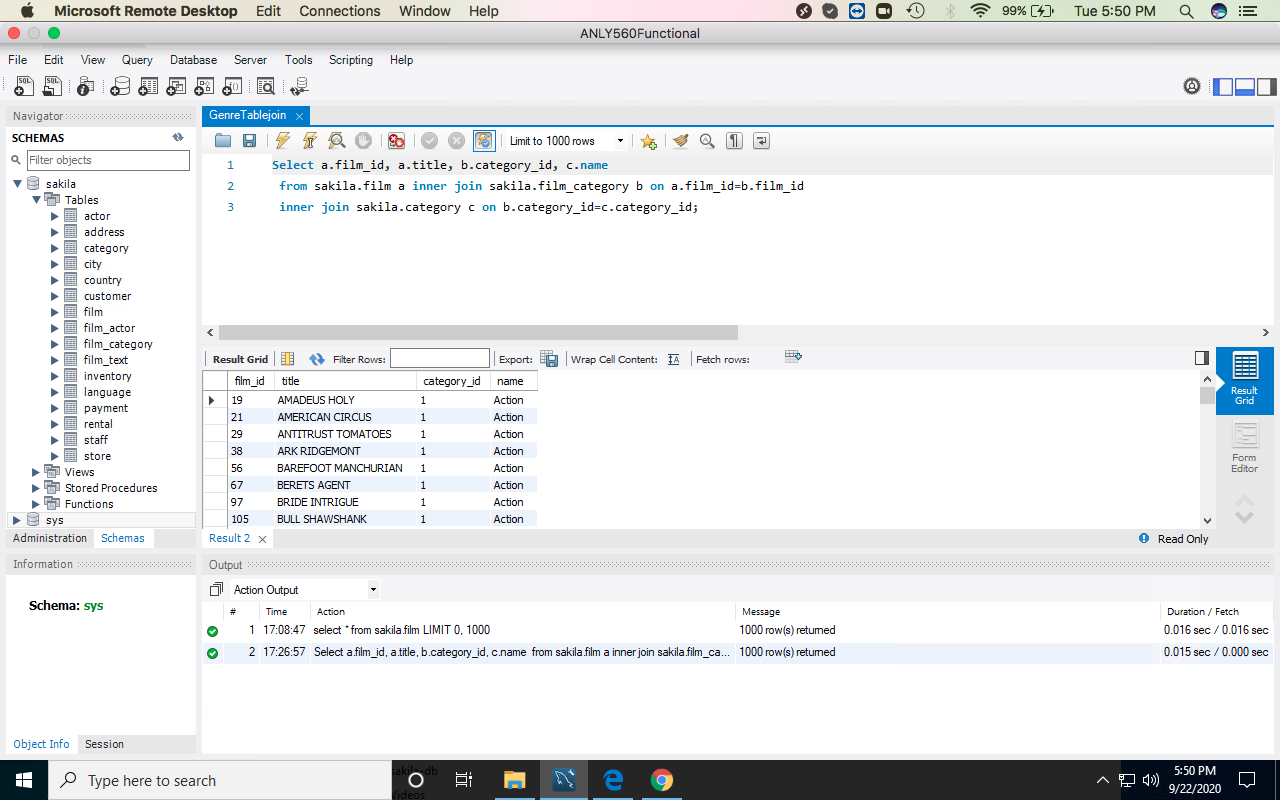 Microsoft Remote Desktop Edit Connections Window Help 99% Tue 5:50 PM
ANLY560Functional
File Edit View Query Database Server Tools Scripting Help
Navigator
SCHEMAS
Filter objects
sakila
Tables
actor
address
category
city
country
customer
film
film_actor
film_category
film_text
inventory
language
payment
rental
staff
store
Views
Stored Procedures
Functions
sys
Administration Schemas
Information
Schema: sys
Object Info Session
GenreTablejoin
Limit to 1000 rows
1 Select a.film_id, a.title, b.category_id, c.name
2 from sakila.film a inner join sakila.film_category b on a.film_id=b.film_id
3 inner join sakila.category c on b.category_id=c.category_id;
Result Grid Filter Rows: Export: Wrap Cell Content: Fetch rows:
film_id title category_id name
19 AMADEUS HOLY 1 Action
21 AMERICAN CIRCUS 1 Action
29 ANTITRUST TOMATOES 1 Action
38 ARK RIDGEMONT 1 Action
56 BAREFOOT MANCHURIAN 1 Action
67 BERETS AGENT 1 Action
97 BRIDE INTRIGUE 1 Action
105 BULL SHAWSHANK 1 Action
Result
Grid
Form
Editor
Result 2 Read Only
Output
Action Output
# Time Action Message Duration / Fetch
1 17:08:47 select * from sakila.film LIMIT 0, 1000 1000 row(s) returned 0.016 sec / 0.016 sec
2 17:26:57 Select a.film_id, a.title, b.category_id, c.name from sakila.film a inner join sakila.film_ca... 1000 row(s) returned 0.015 sec / 0.000 sec
Type here to search
sakila-db
Videos
5:50 PM
9/22/2020